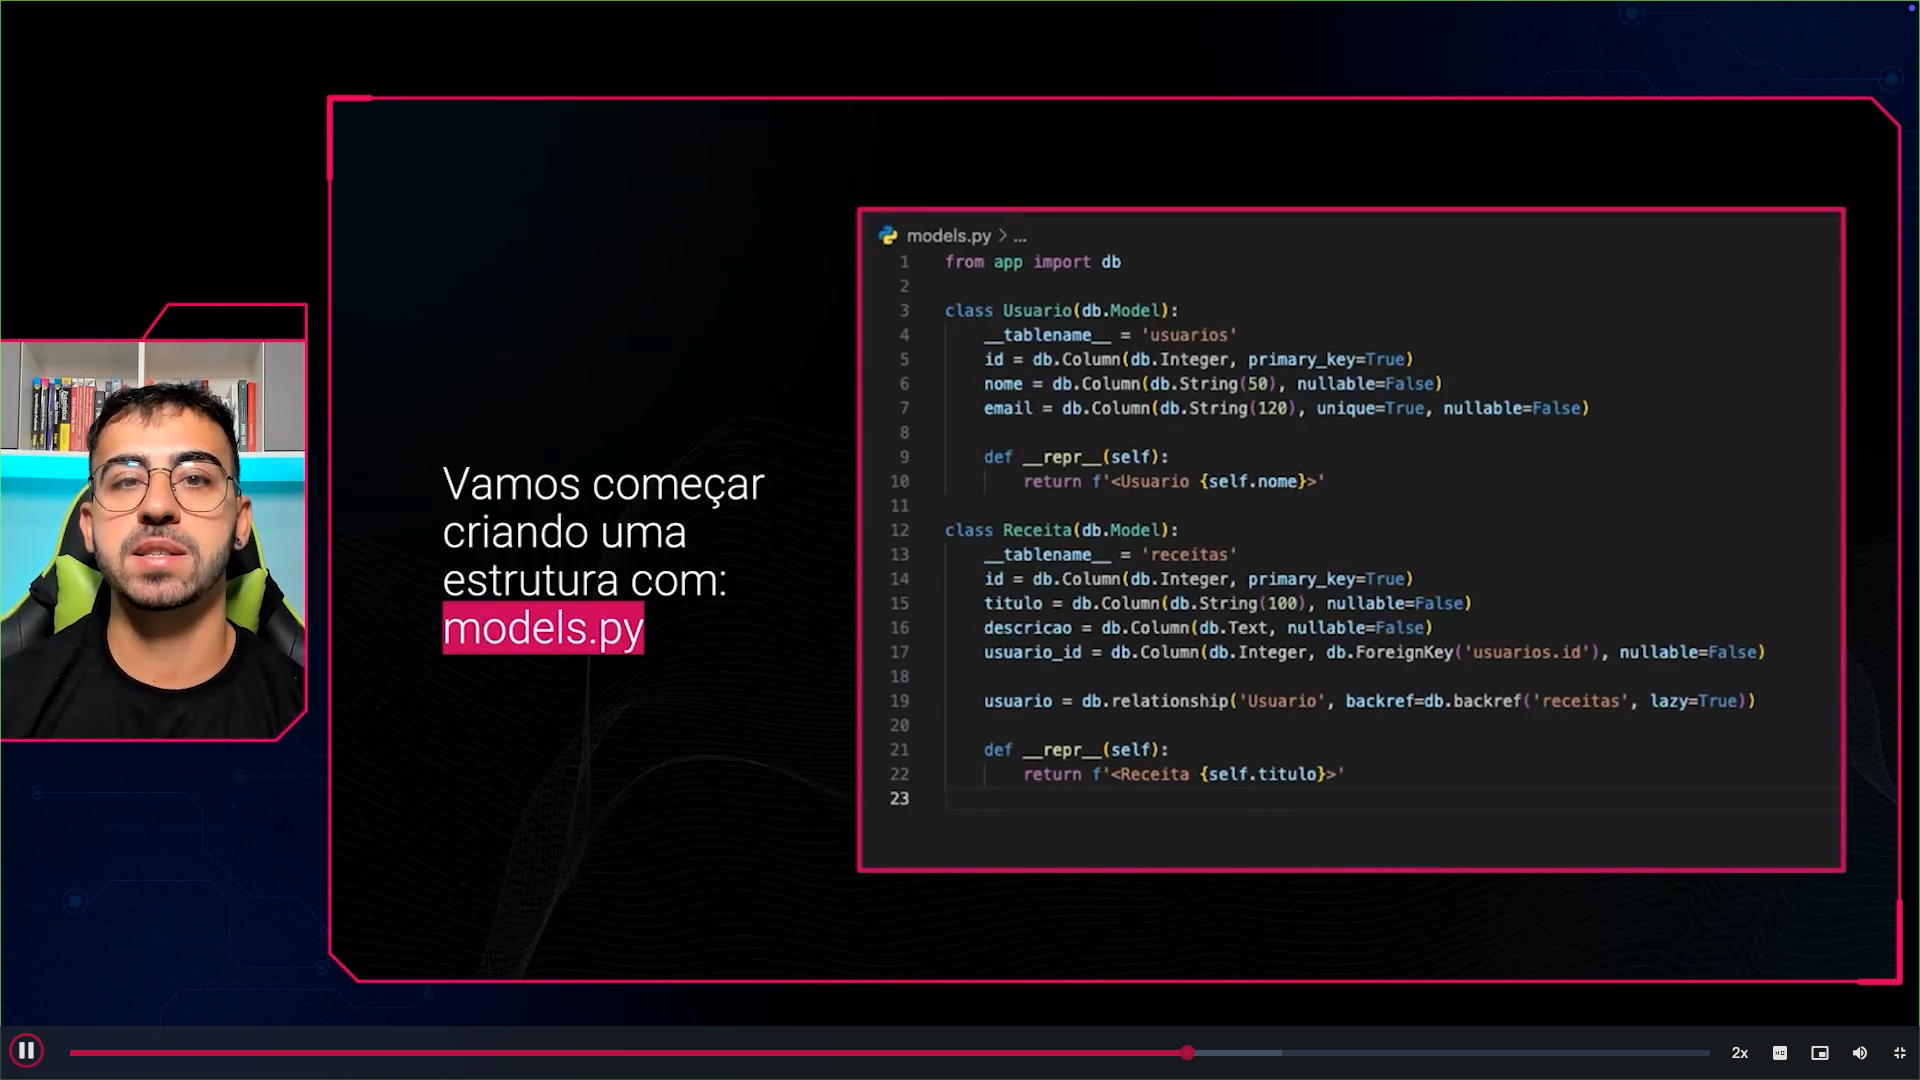 Vamos começar
criando uma
estrutura com:
models.py
models.py > ...
1 from app import db
2
3 class Usuario(db.Model):
4 __tablename__ = 'usuarios'
5 id = db.Column(db.Integer, primary_key=True)
6 nome = db.Column(db.String(50), nullable=False)
7 email = db.Column(db.String(120), unique=True, nullable=False)
8
9 def __repr__(self):
10 return f'<Usuario {self.nome}>'
11
12 class Receita(db.Model):
13 __tablename__ = 'receitas'
14 id = db.Column(db.Integer, primary_key=True)
15 titulo = db.Column(db.String(100), nullable=False)
16 descricao = db.Column(db.Text, nullable=False)
17 usuario_id = db.Column(db.Integer, db.ForeignKey('usuarios.id'), nullable=False)
18
19 usuario = db.relationship('Usuario', backref=db.backref('receitas', lazy=True))
20
21 def __repr__(self):
22 return f'<Receita {self.titulo}>'
23
2x